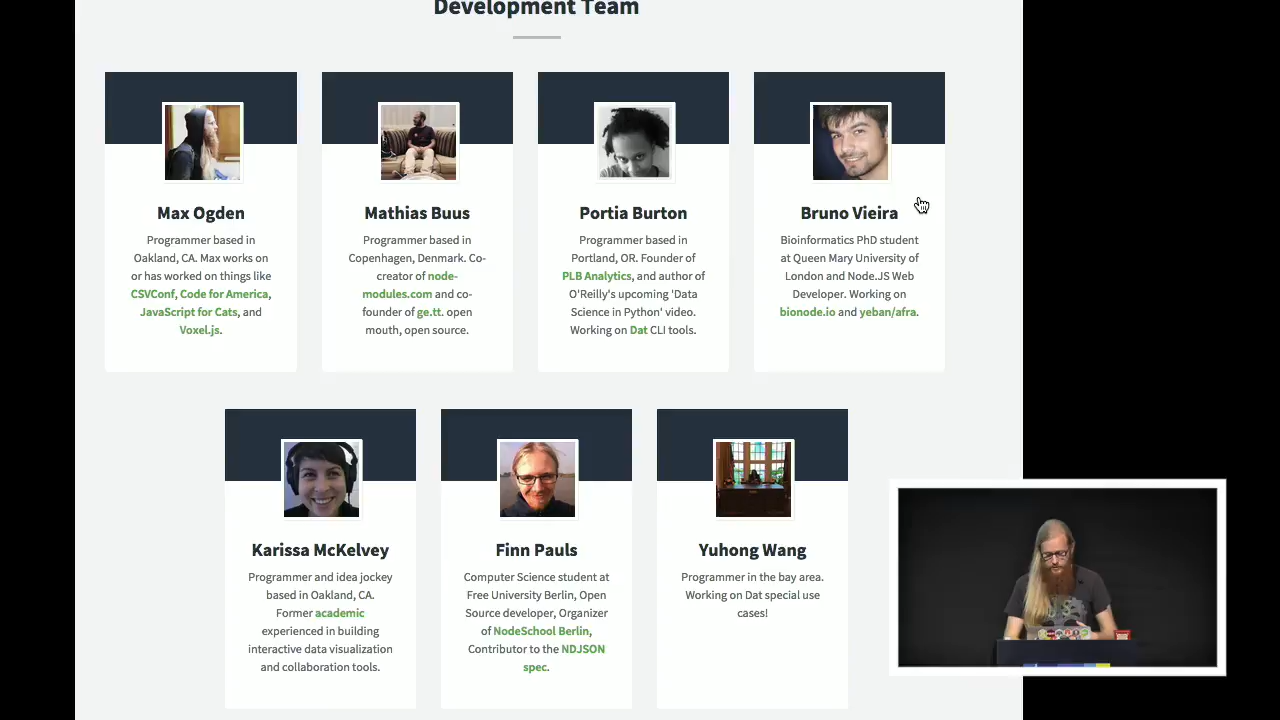 Development Team
Max Ogden
Programmer based in
Oakland, CA. Max works on
or has worked on things like
CSVConf, Code for America,
JavaScript for Cats, and
Voxel.js.
Mathias Buus
Programmer based in
Copenhagen, Denmark. Co-
creator of node-
modules.com and co-
founder of ge.tt. open
mouth, open source.
Portia Burton
Programmer based in
Portland, OR. Founder of
PLB Analytics, and author of
O'Reilly's upcoming 'Data
Science in Python' video.
Working on Dat CLI tools.
Bruno Vieira
Bioinformatics PhD student
at Queen Mary University of
London and Node.JS Web
Developer. Working on
bionode.io and yeban/afra.
Karissa McKelvey
Programmer and idea jockey
based in Oakland, CA.
Former academic
experienced in building
interactive data visualization
and collaboration tools.
Finn Pauls
Computer Science student at
Free University Berlin, Open
Source developer, Organizer
of NodeSchool Berlin,
Contributor to the NDJSON
spec.
Yuhong Wang
Programmer in the bay area.
Working on Dat special use
cases!